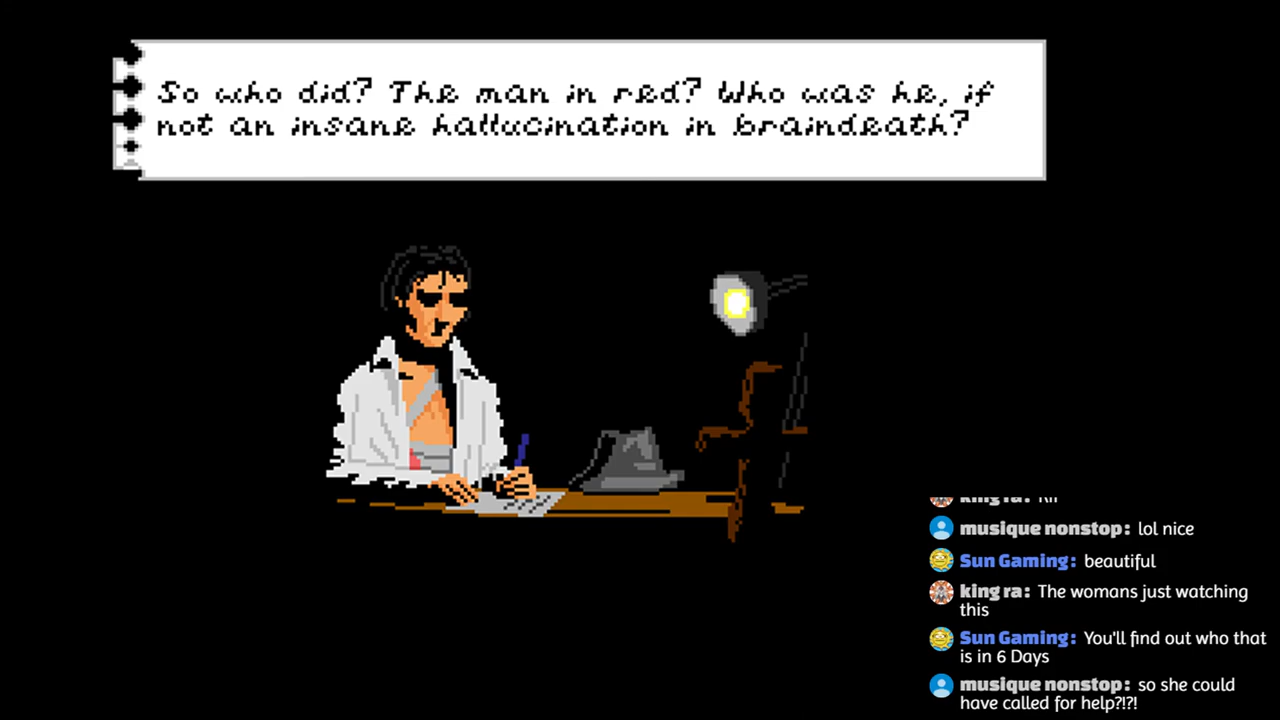 So who did? The man in red? Who was he, if
not an insane hallucination in braindeath?
king ra:
musique nonstop: lol nice
Sun Gaming: beautiful
king ra: The womans just watching
this
Sun Gaming: You'll find out who that
is in 6 Days
musique nonstop: so she could
have called for help?!?!